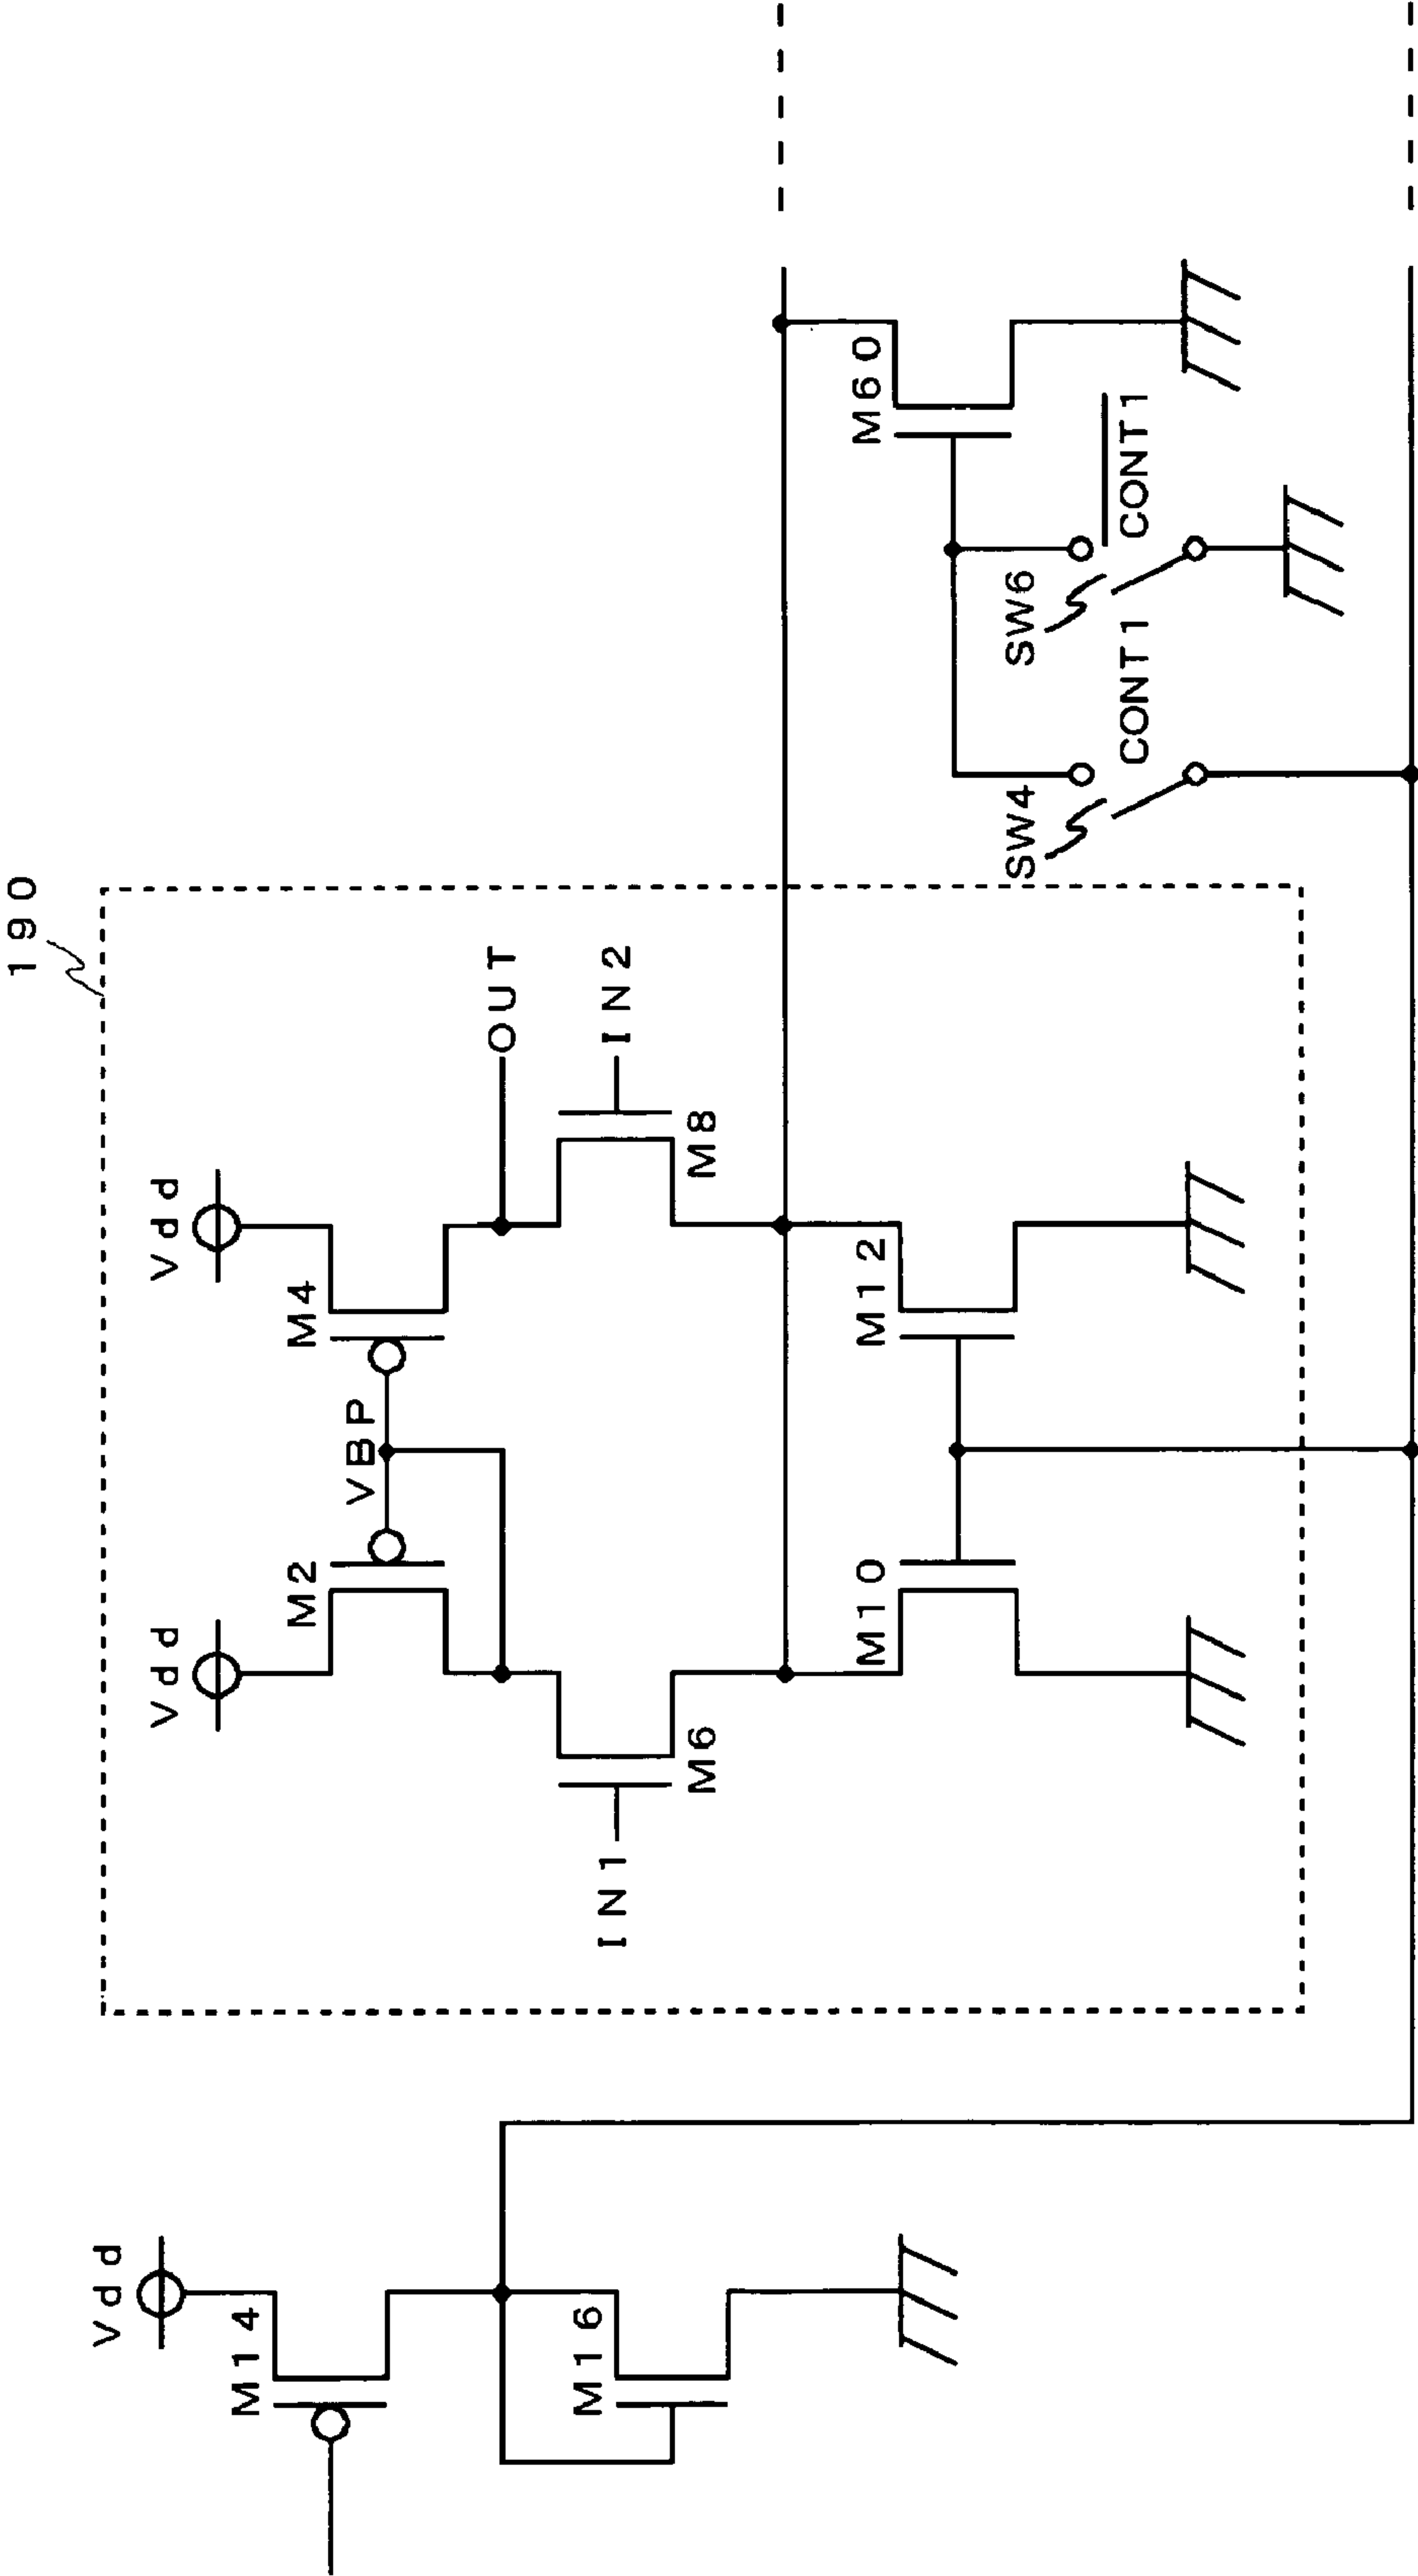 190
Vdd
Vdd
Vdd
M14
M2
M4
VBP
OUT
IN1
IN2
M6
M8
M16
M10
M12
M60
SW4
SW6
CONT1
CONT1